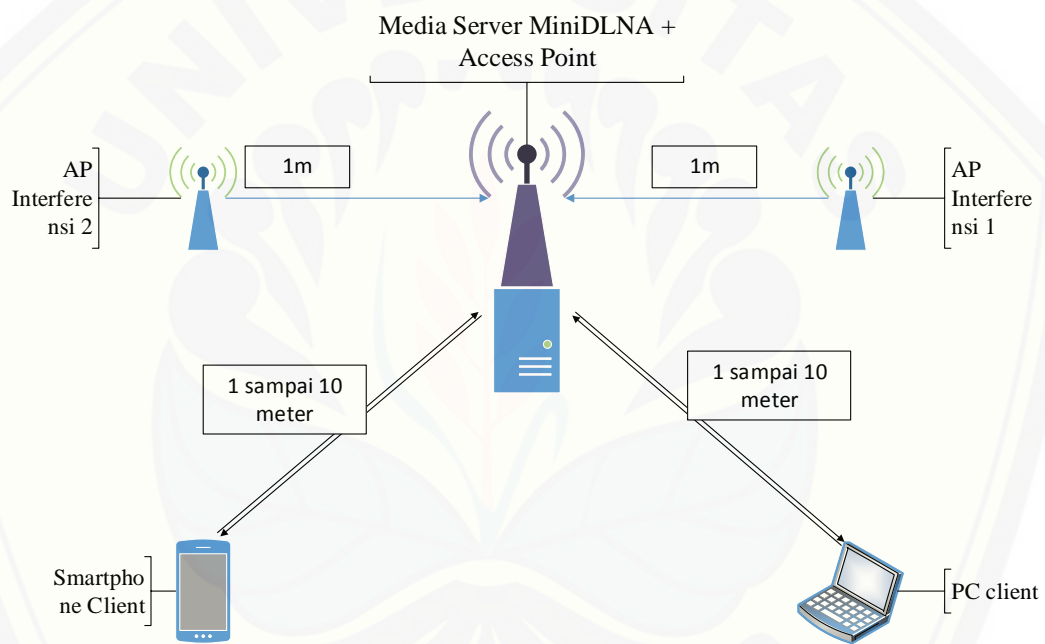 Media Server MiniDLNA +
Access Point
1m
1m
AP
Interfere
nsi 2
AP
Interfere
nsi 1
1 sampai 10
meter
1 sampai 10
meter
Smartpho
ne Client
PC client
UNIVERSITAS